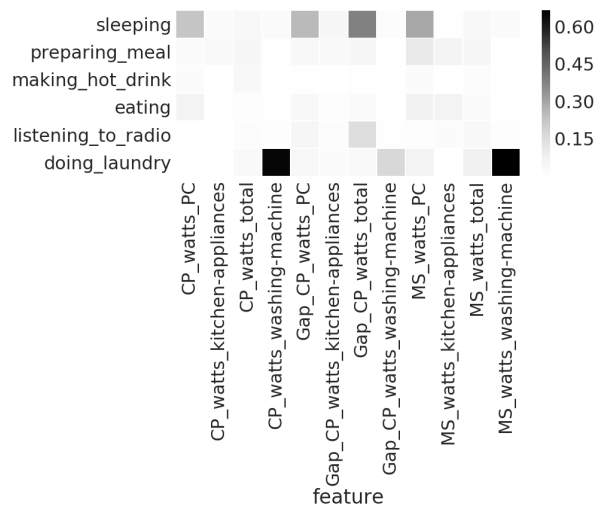 sleeping
preparing_meal
making_hot_drink
eating
listening_to_radio
doing_laundry
0.60
0.45
0.30
0.15
CP_watts_PC
CP_watts_kitchen-appliances
CP_watts_total
CP_watts_washing-machine
Gap_CP_watts_PC
Gap_CP_watts_kitchen-appliances
Gap_CP_watts_total
Gap_CP_watts_washing-machine
MS_watts_PC
MS_watts_kitchen-appliances
MS_watts_total
MS_watts_washing-machine
feature